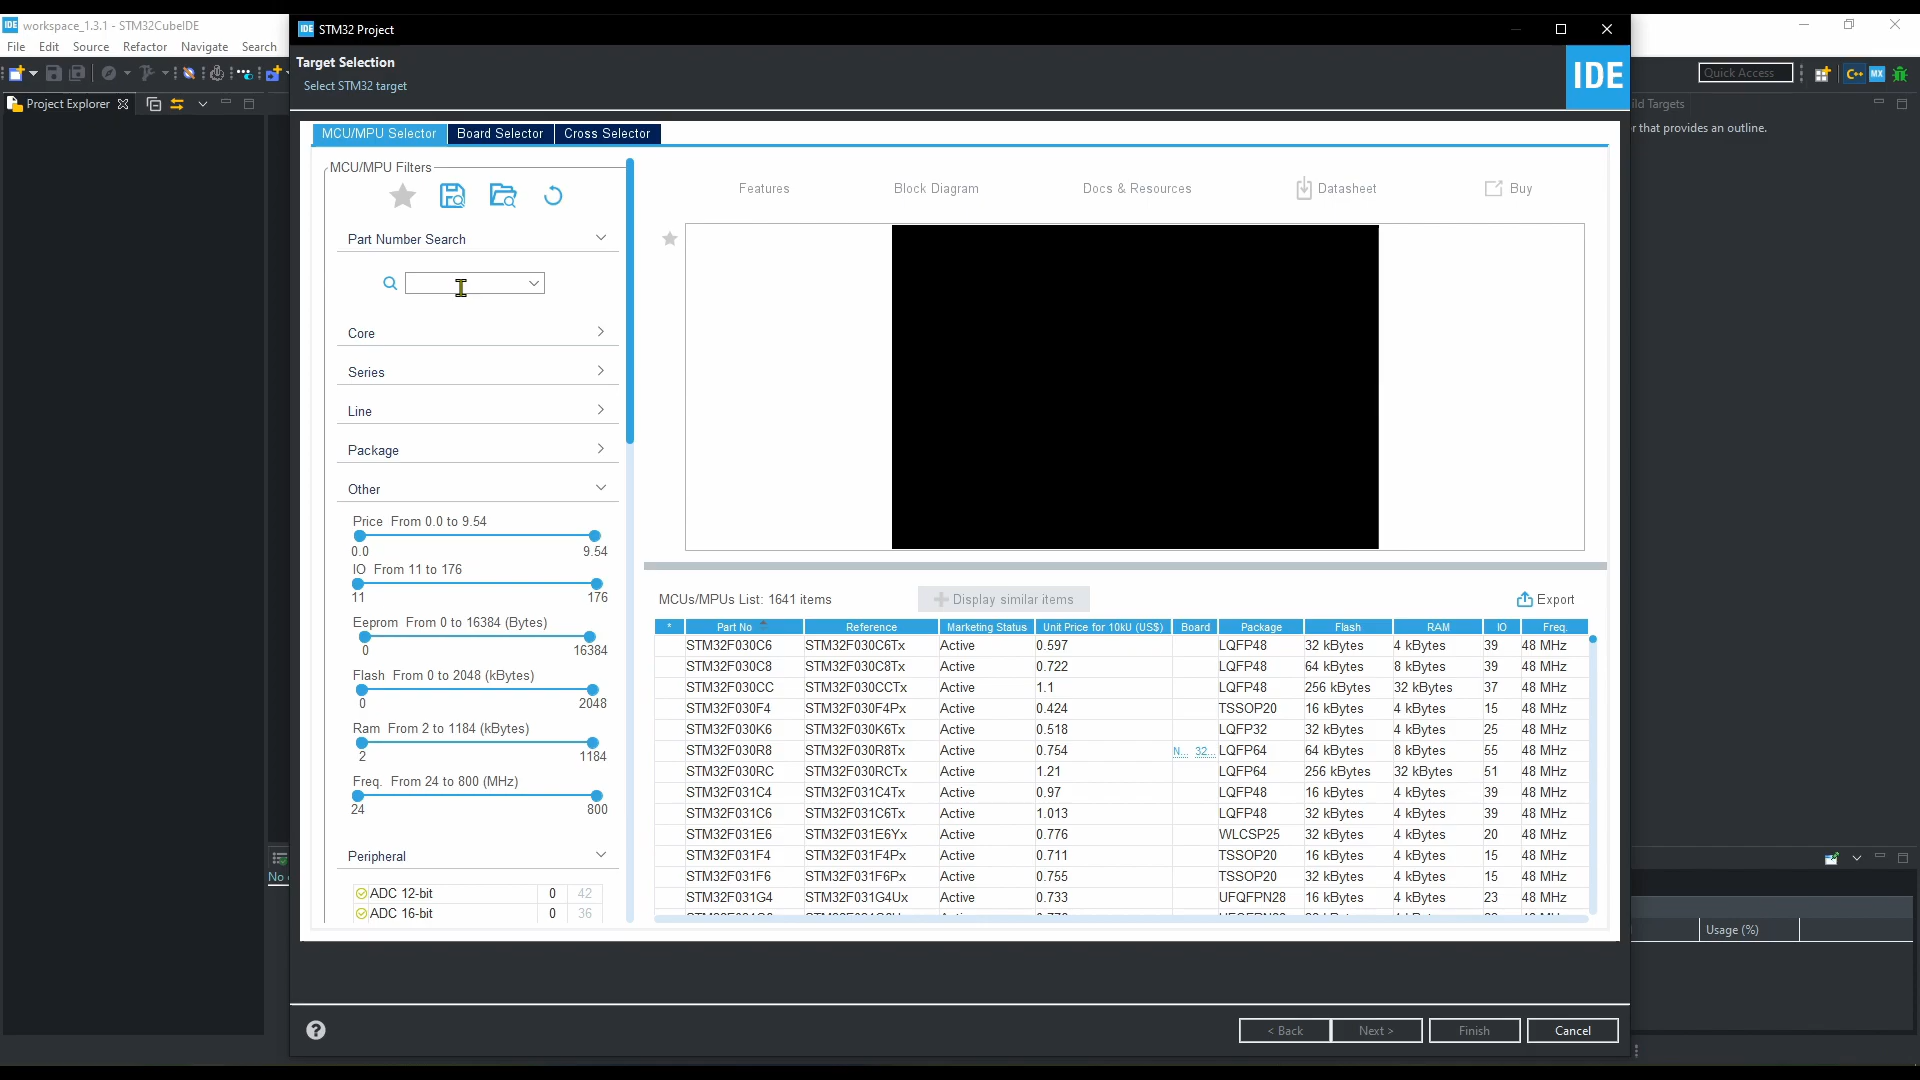 IDE workspace_1.3.1 - STM32CubeIDE
File Edit Source Refactor Navigate Search
Quick Access
C++ MX
Project Explorer
ild Targets
r that provides an outline.
No
Usage (%)
IDE STM32 Project
Target Selection
Select STM32 target
IDE
MCU/MPU Selector Board Selector Cross Selector
MCU/MPU Filters
Part Number Search
Core
Series
Line
Package
Other
Price From 0.0 to 9.54
0.0 9.54
IO From 11 to 176
11 176
Eeprom From 0 to 16384 (Bytes)
0 16384
Flash From 0 to 2048 (kBytes)
0 2048
Ram From 2 to 1184 (kBytes)
2 1184
Freq. From 24 to 800 (MHz)
24 800
Peripheral
ADC 12-bit 0 42
ADC 16-bit 0 36
Features Block Diagram Docs & Resources Datasheet Buy
MCUs/MPUs List: 1641 items Display similar items Export
* Part No Reference Marketing Status Unit Price for 10kU (US$) Board Package Flash RAM IO Freq.
STM32F030C6 STM32F030C6Tx Active 0.597 LQFP48 32 kBytes 4 kBytes 39 48 MHz
STM32F030C8 STM32F030C8Tx Active 0.722 LQFP48 64 kBytes 8 kBytes 39 48 MHz
STM32F030CC STM32F030CCTx Active 1.1 LQFP48 256 kBytes 32 kBytes 37 48 MHz
STM32F030F4 STM32F030F4Px Active 0.424 TSSOP20 16 kBytes 4 kBytes 15 48 MHz
STM32F030K6 STM32F030K6Tx Active 0.518 LQFP32 32 kBytes 4 kBytes 25 48 MHz
STM32F030R8 STM32F030R8Tx Active 0.754 N... 32... LQFP64 64 kBytes 8 kBytes 55 48 MHz
STM32F030RC STM32F030RCTx Active 1.21 LQFP64 256 kBytes 32 kBytes 51 48 MHz
STM32F031C4 STM32F031C4Tx Active 0.97 LQFP48 16 kBytes 4 kBytes 39 48 MHz
STM32F031C6 STM32F031C6Tx Active 1.013 LQFP48 32 kBytes 4 kBytes 39 48 MHz
STM32F031E6 STM32F031E6Yx Active 0.776 WLCSP25 32 kBytes 4 kBytes 20 48 MHz
STM32F031F4 STM32F031F4Px Active 0.711 TSSOP20 16 kBytes 4 kBytes 15 48 MHz
STM32F031F6 STM32F031F6Px Active 0.755 TSSOP20 32 kBytes 4 kBytes 15 48 MHz
STM32F031G4 STM32F031G4Ux Active 0.733 UFQFPN28 16 kBytes 4 kBytes 23 48 MHz
< Back Next > Finish Cancel